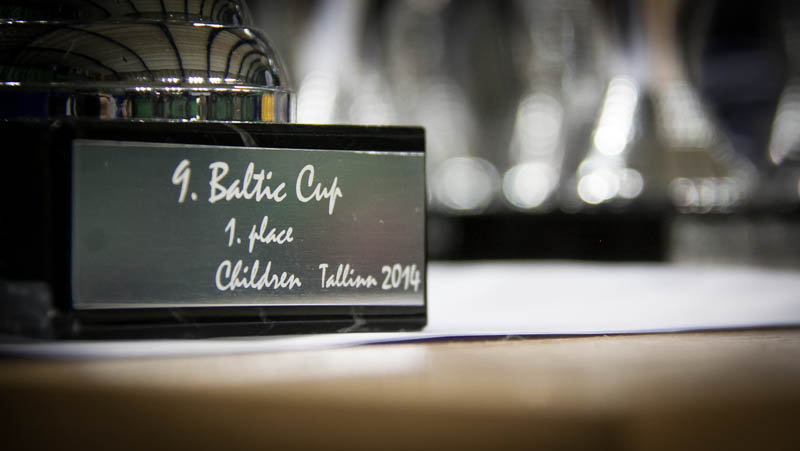 9. Baltic Cup
1. place
Children Tallinn 2014